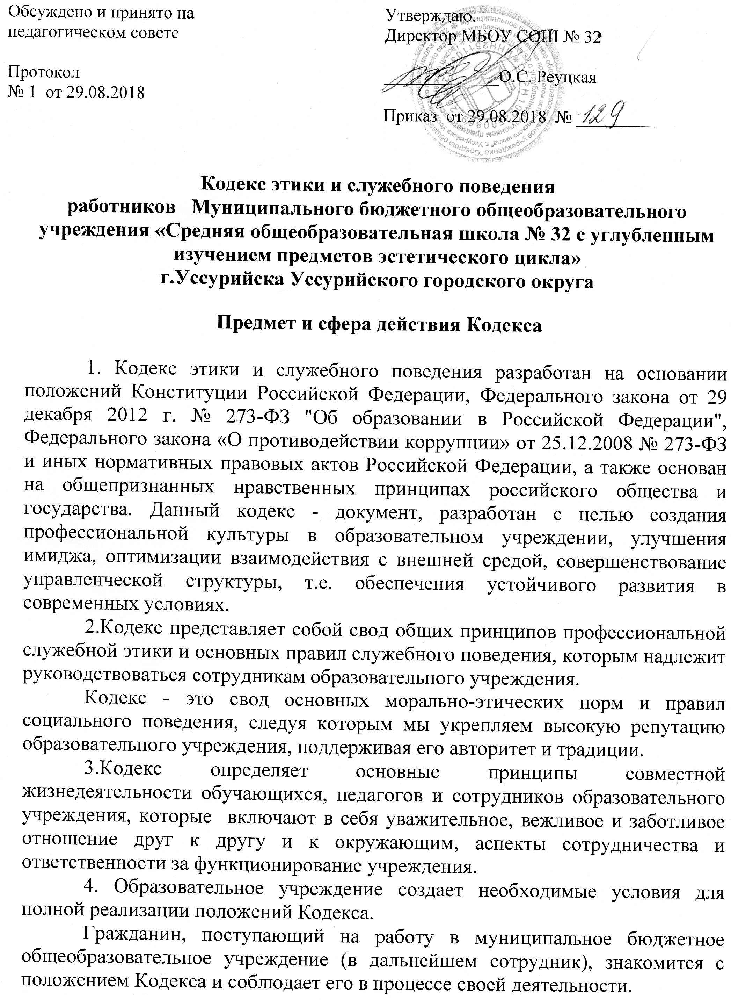 Обсуждено и принято на
педагогическом совете
Протокол
№ 1 от 29.08.2018
Утверждаю.
Директор МБОУ СОШ № 32
О.С. Реуцкая
Приказ от 29.08.2018 № 129
Кодекс этики и служебного поведения
работников Муниципального бюджетного общеобразовательного
учреждения «Средняя общеобразовательная школа № 32 с углубленным
изучением предметов эстетического цикла»
г.Уссурийска Уссурийского городского округа
Предмет и сфера действия Кодекса
1. Кодекс этики и служебного поведения разработан на основании
положений Конституции Российской Федерации, Федерального закона от 29
декабря 2012 г. № 273-ФЗ "Об образовании в Российской Федерации",
Федерального закона «О противодействии коррупции» от 25.12.2008 № 273-ФЗ
и иных нормативных правовых актов Российской Федерации, а также основан
на общепризнанных нравственных принципах российского общества и
государства. Данный кодекс - документ, разработан с целью создания
профессиональной культуры в образовательном учреждении, улучшения
имиджа, оптимизации взаимодействия с внешней средой, совершенствование
управленческой структуры, т.е. обеспечения устойчивого развития в
современных условиях.
2.Кодекс представляет собой свод общих принципов профессиональной
служебной этики и основных правил служебного поведения, которым надлежит
руководствоваться сотрудникам образовательного учреждения.
Кодекс - это свод основных морально-этических норм и правил
социального поведения, следуя которым мы укрепляем высокую репутацию
образовательного учреждения, поддерживая его авторитет и традиции.
3.Кодекс определяет основные принципы совместной
жизнедеятельности обучающихся, педагогов и сотрудников образовательного
учреждения, которые включают в себя уважительное, вежливое и заботливое
отношение друг к другу и к окружающим, аспекты сотрудничества и
ответственности за функционирование учреждения.
4. Образовательное учреждение создает необходимые условия для
полной реализации положений Кодекса.
Гражданин, поступающий на работу в муниципальное бюджетное
общеобразовательное учреждение (в дальнейшем сотрудник), знакомится с
положением Кодекса и соблюдает его в процессе своей деятельности.